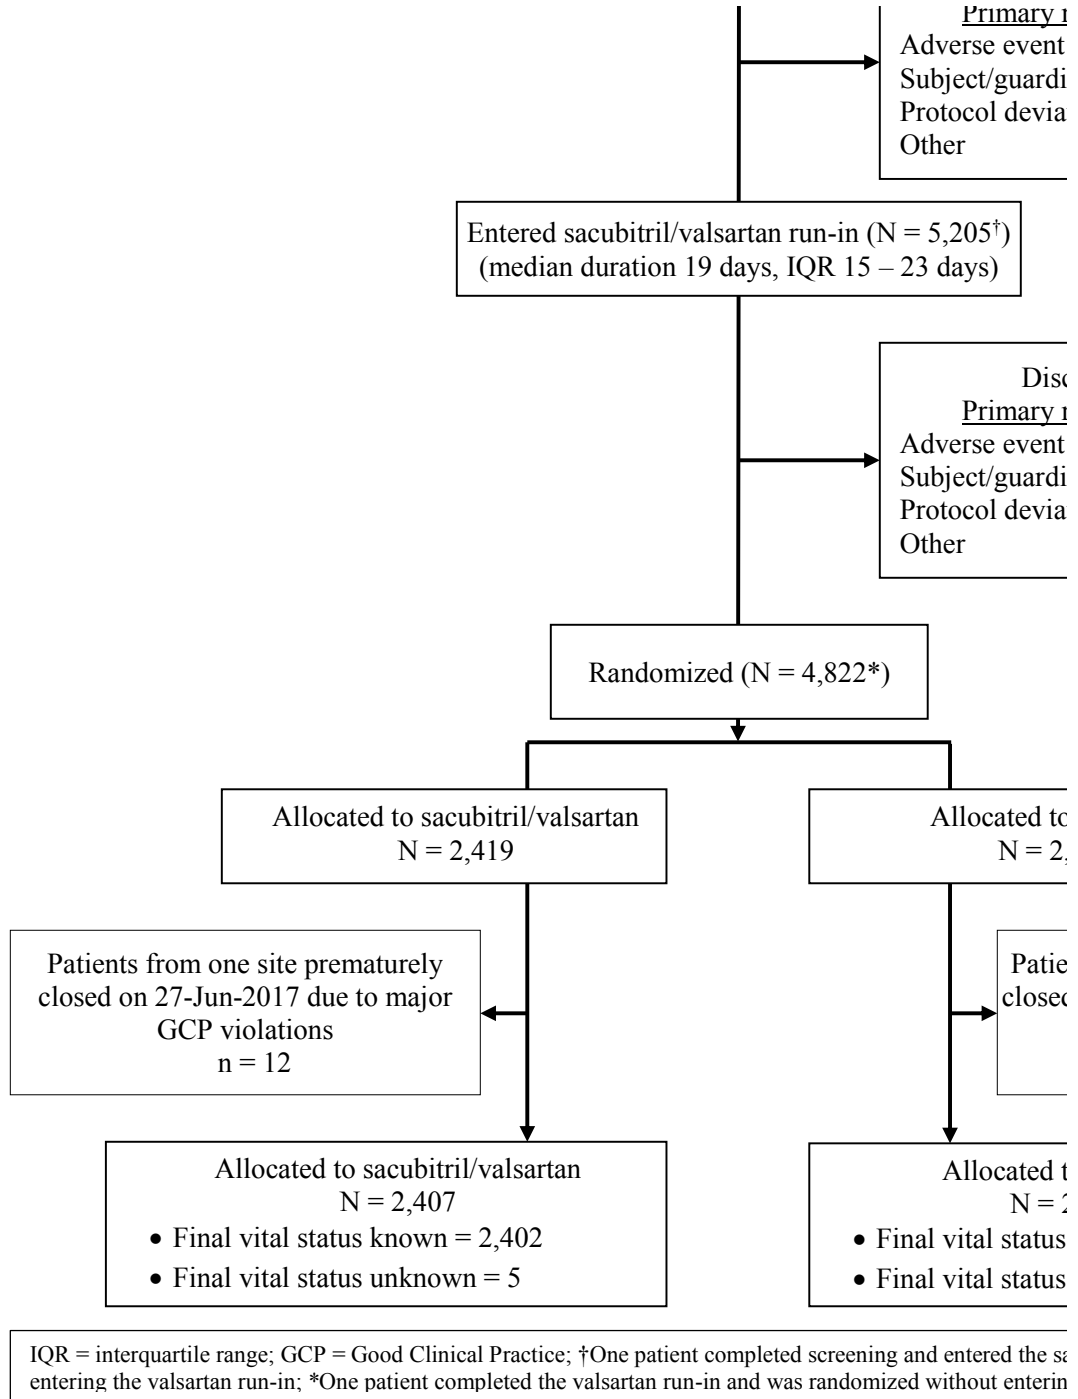 Primary
Adverse event
Subject/guardi
Protocol devia
Other
Entered sacubitril/valsartan run-in (N = 5,205†)
(median duration 19 days, IQR 15 – 23 days)
Disc
Primary
Adverse event
Subject/guardi
Protocol devia
Other
Randomized (N = 4,822*)
Allocated to sacubitril/valsartan
N = 2,419
Allocated to
N = 2,
Patients from one site prematurely
closed on 27-Jun-2017 due to major
GCP violations
n = 12
Patie
closed
Allocated to sacubitril/valsartan
N = 2,407
• Final vital status known = 2,402
• Final vital status unknown = 5
Allocated t
N = 2
• Final vital status
• Final vital status
IQR = interquartile range; GCP = Good Clinical Practice; †One patient completed screening and entered the sa
entering the valsartan run-in; *One patient completed the valsartan run-in and was randomized without enterin